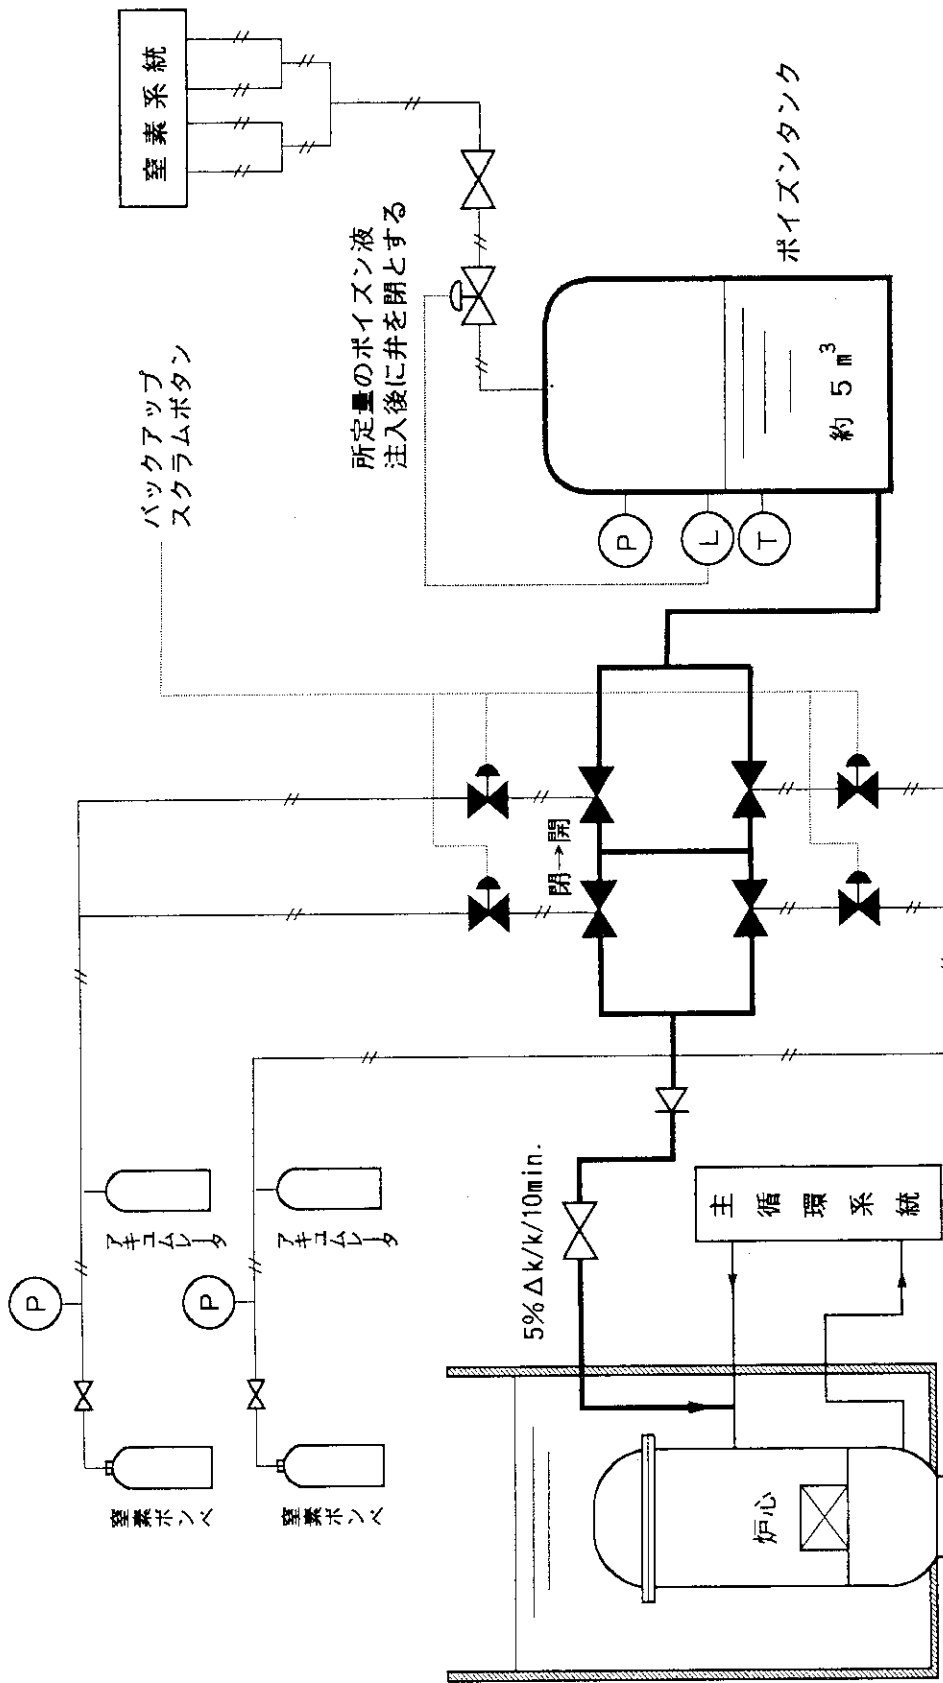 窒素系統
バックアップ
スクラムボタン
所定量のポイズン液
注入後に弁を閉とする
ポイズンタンク
約 5 m³
P
L
T
閉→開
P
アキュムレータ
窒素ボンベ
P
アキュムレータ
窒素ボンベ
5%Δk/k/10min.
主循環系統
炉心